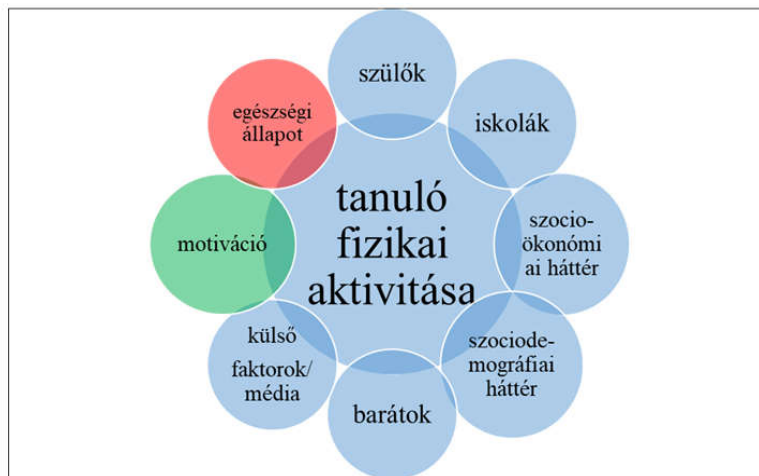 szülők
iskolák
szocio-
ökonómi
ai háttér
szociode-
mográfiai
háttér
barátok
külső
faktorok/
média
motiváció
egészségi
állapot
tanuló
fizikai
aktivitása